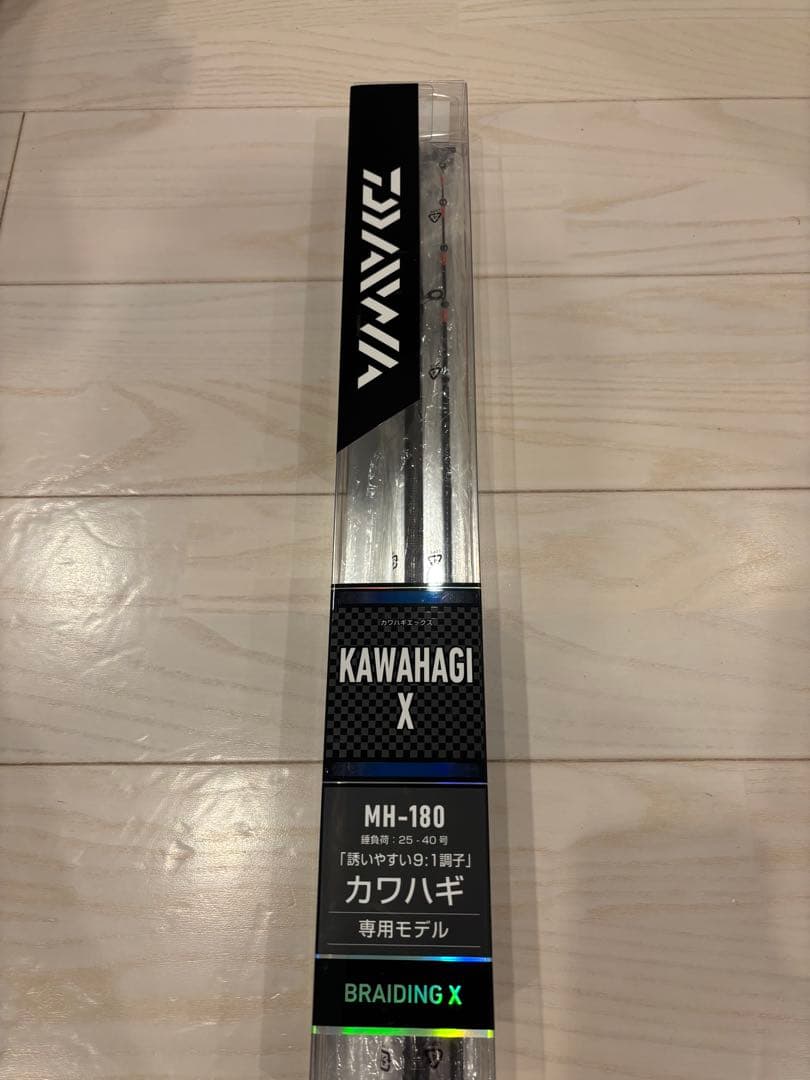 DAIWA
カワハギエックス
KAWAHAGI
X
MH-180
錘負荷：25-40号
「誘いやすい9:1調子」
カワハギ
専用モデル
BRAIDING X